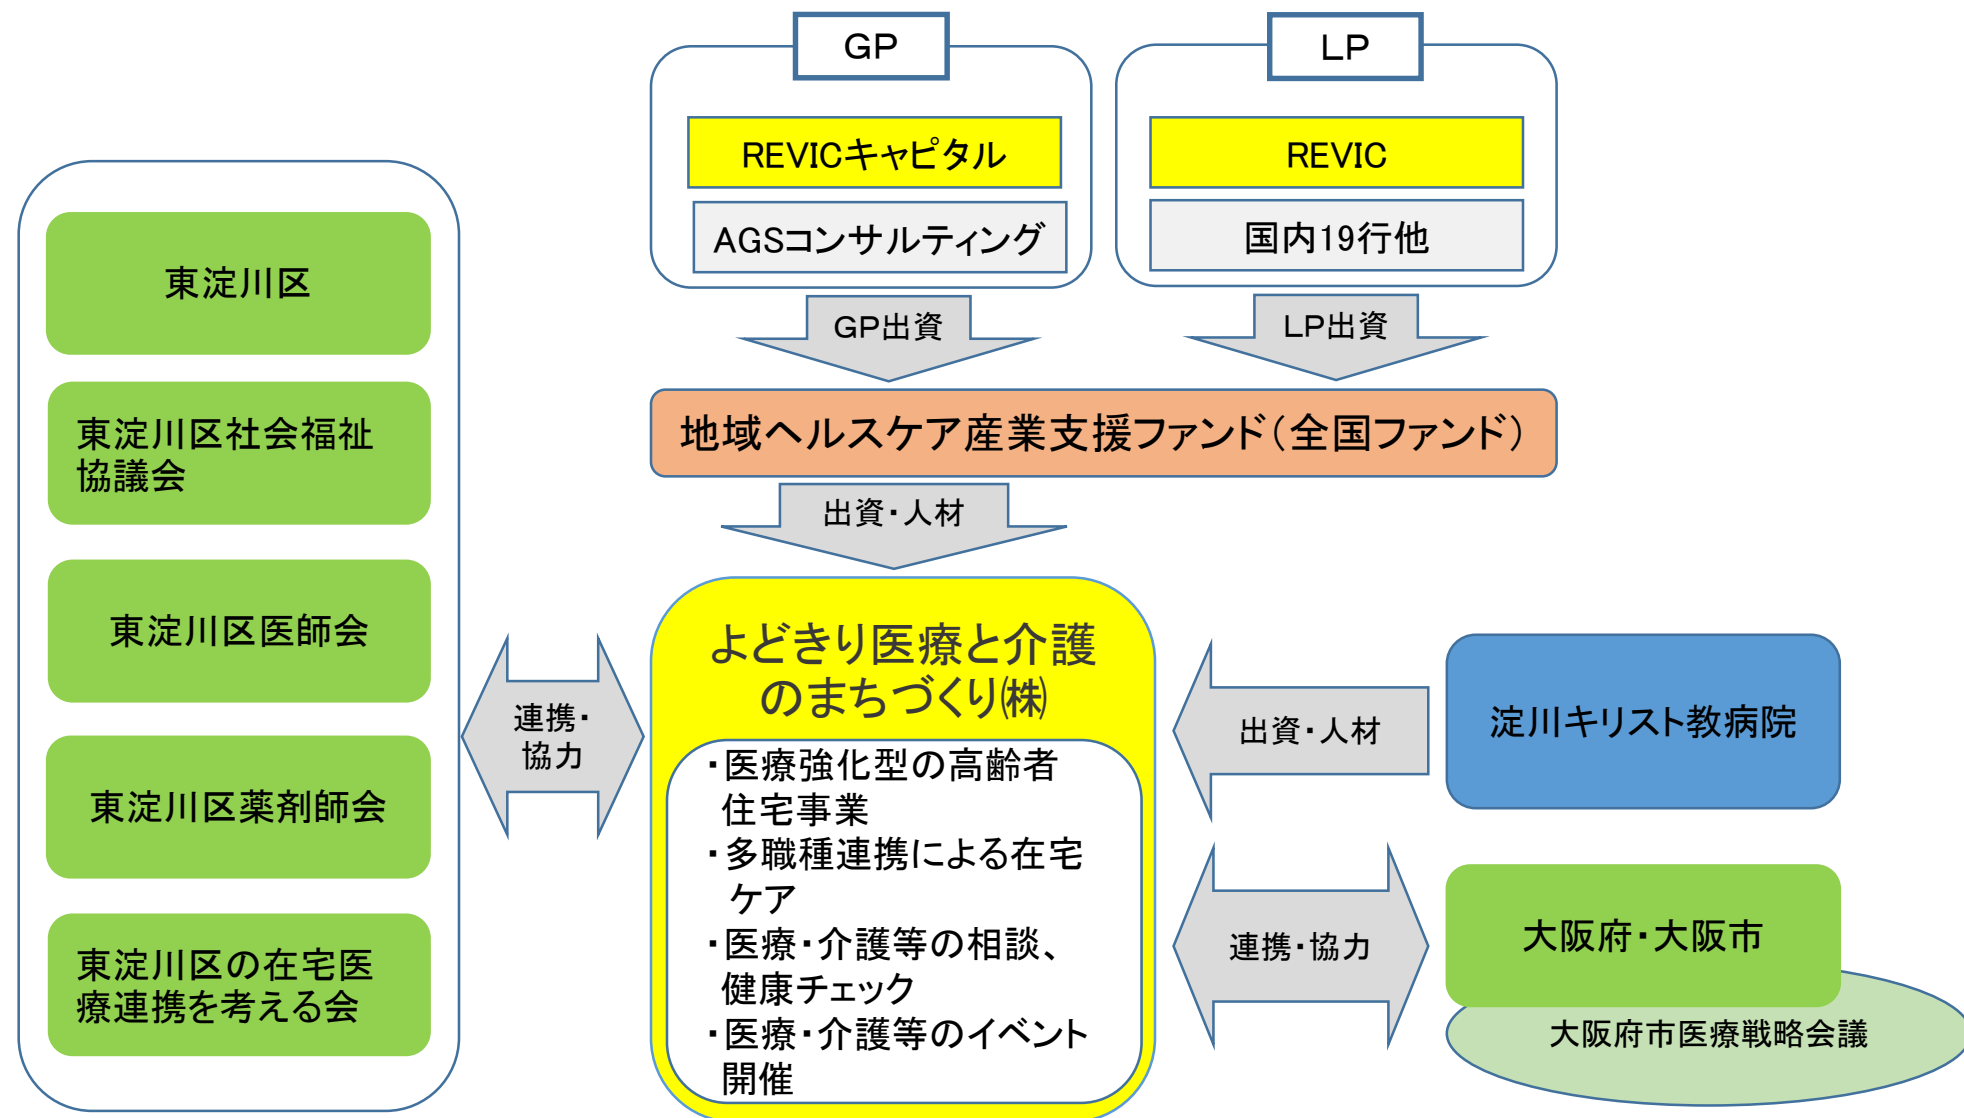 GP
LP
REVICキャピタル
AGSコンサルティング
REVIC
国内19行他
GP出資
LP出資
地域ヘルスケア産業支援ファンド（全国ファンド）
出資・人材
東淀川区
東淀川区社会福祉
協議会
東淀川区医師会
東淀川区薬剤師会
東淀川区の在宅医
療連携を考える会
連携・
協力
よどきり医療と介護
のまちづくり㈱
・医療強化型の高齢者
住宅事業
・多職種連携による在宅
ケア
・医療・介護等の相談、
健康チェック
・医療・介護等のイベント
開催
出資・人材
淀川キリスト教病院
連携・協力
大阪府・大阪市
大阪府市医療戦略会議